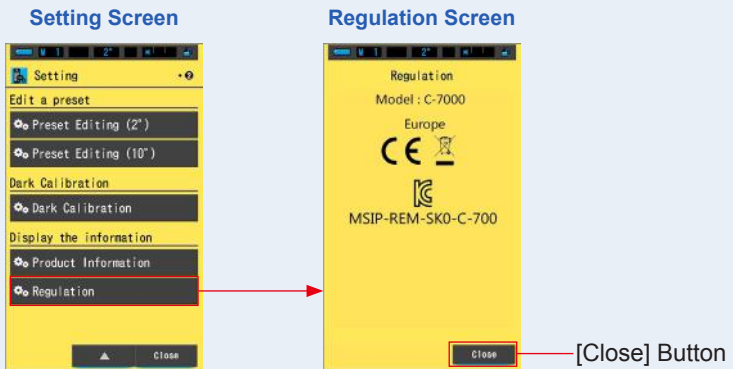 Setting Screen
Setting
Edit a preset
Preset Editing (2°)
Preset Editing (10°)
Dark Calibration
Dark Calibration
Display the information
Product Information
Regulation
▲ Close
Regulation Screen
Regulation
Model : C-7000
Europe
CE
MSIP-REM-SK0-C-700
Close
[Close] Button